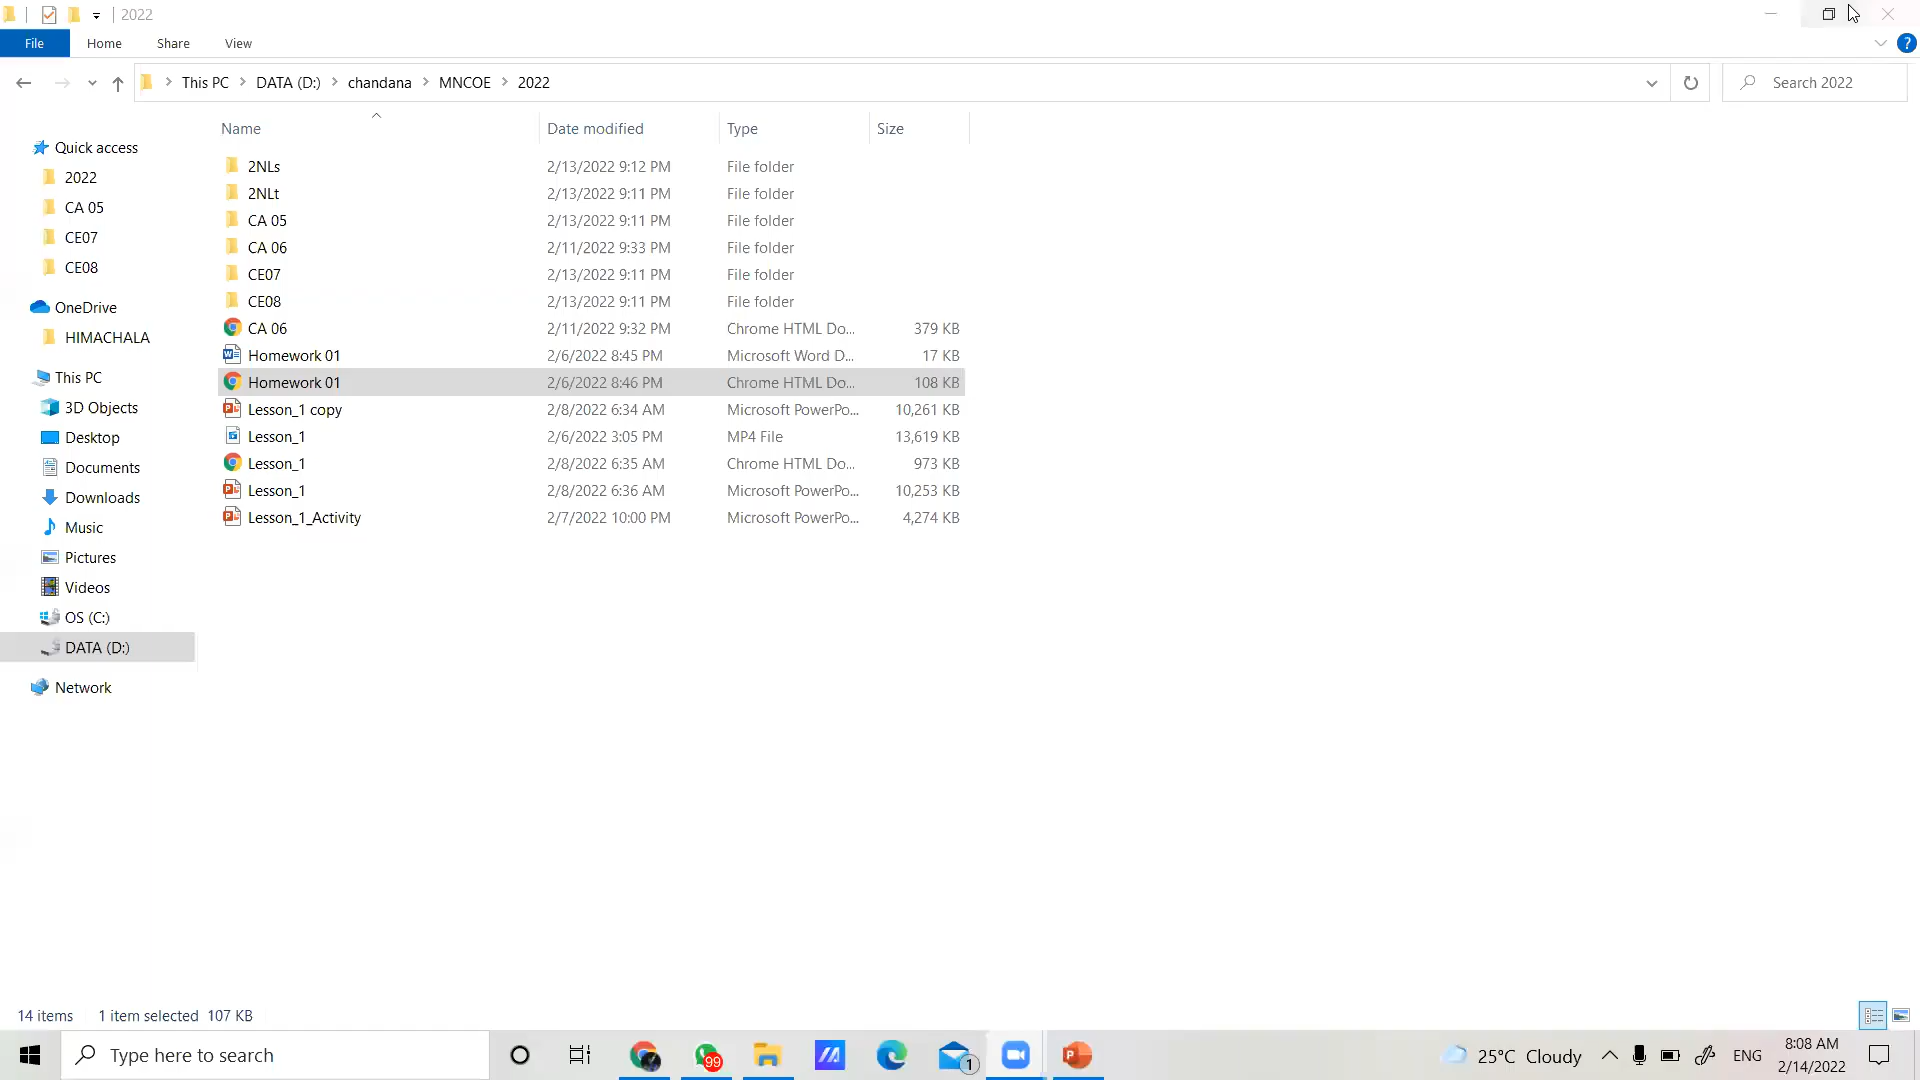 2022
File Home Share View
This PC DATA (D:) chandana MNCOE 2022 Search 2022
Name Date modified Type Size
Quick access
2022
CA 05
CE07
CE08
OneDrive
HIMACHALA
This PC
3D Objects
Desktop
Documents
Downloads
Music
Pictures
Videos
OS (C:)
DATA (D:)
Network
2NLs 2/13/2022 9:12 PM File folder
2NLt 2/13/2022 9:11 PM File folder
CA 05 2/13/2022 9:11 PM File folder
CA 06 2/11/2022 9:33 PM File folder
CE07 2/13/2022 9:11 PM File folder
CE08 2/13/2022 9:11 PM File folder
CA 06 2/11/2022 9:32 PM Chrome HTML Do... 379 KB
Homework 01 2/6/2022 8:45 PM Microsoft Word D... 17 KB
Homework 01 2/6/2022 8:46 PM Chrome HTML Do... 108 KB
Lesson_1 copy 2/8/2022 6:34 AM Microsoft PowerPo... 10,261 KB
Lesson_1 2/6/2022 3:05 PM MP4 File 13,619 KB
Lesson_1 2/8/2022 6:35 AM Chrome HTML Do... 973 KB
Lesson_1 2/8/2022 6:36 AM Microsoft PowerPo... 10,253 KB
Lesson_1_Activity 2/7/2022 10:00 PM Microsoft PowerPo... 4,274 KB
14 items 1 item selected 107 KB
Type here to search 99 1 25°C Cloudy ENG 8:08 AM
2/14/2022